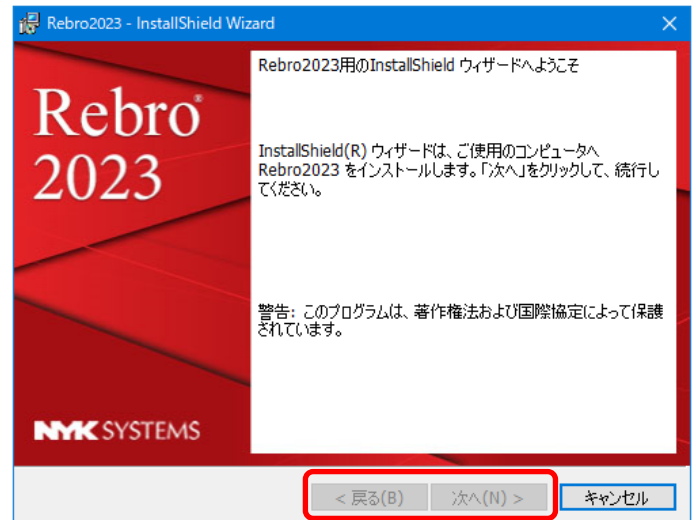 Rebro2023 - InstallShield Wizard
Rebro®
2023
Rebro2023用のInstallShield ウィザードへようこそ
InstallShield(R) ウィザードは、ご使用のコンピュータへ
Rebro2023 をインストールします。「次へ」をクリックして、続行し
てください。
警告: このプログラムは、著作権法および国際協定によって保護
されています。
NYK SYSTEMS
< 戻る(B)
次へ(N) >
キャンセル